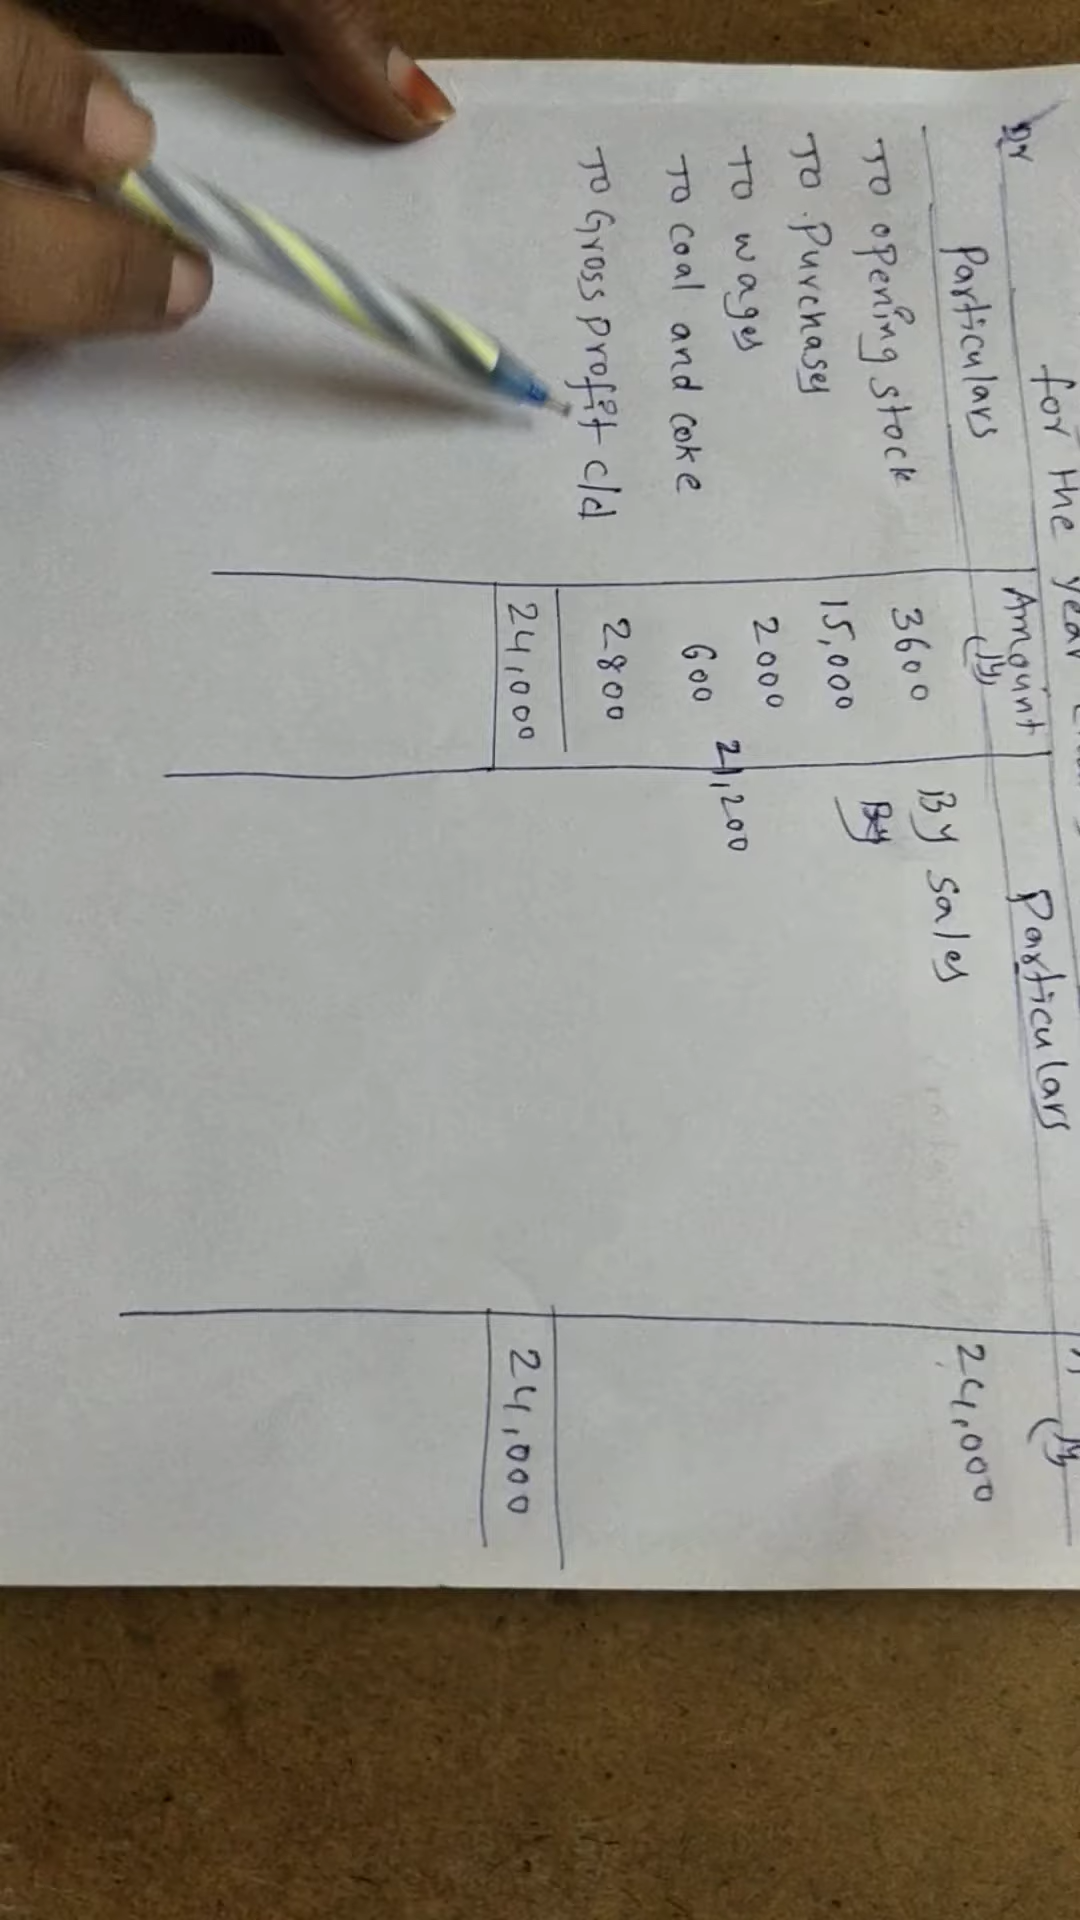 for the year
Dr
Particulars Amount Particulars
To opening stock 3600 By Sales 24,000
To Purchases 15,000 By
To wages 2000
21,200
To coal and coke 600
To Gross profit c/d 2800
24,000 24,000